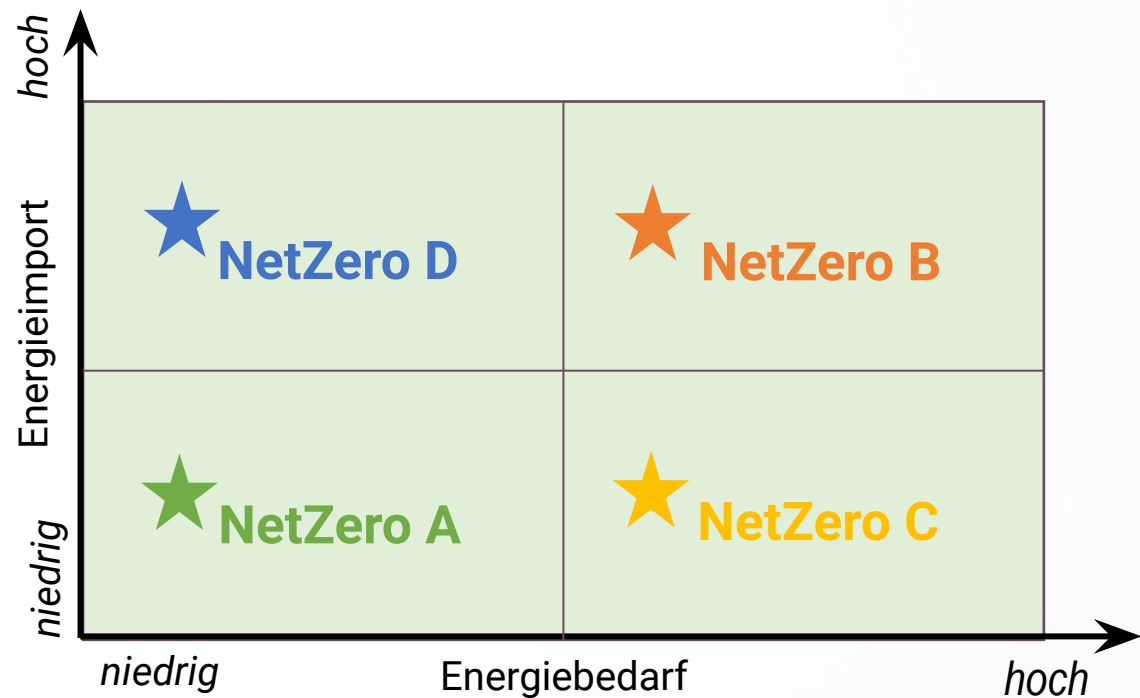 hoch
Energieimport
niedrig
NetZero D
NetZero B
NetZero A
NetZero C
niedrig
Energiebedarf
hoch